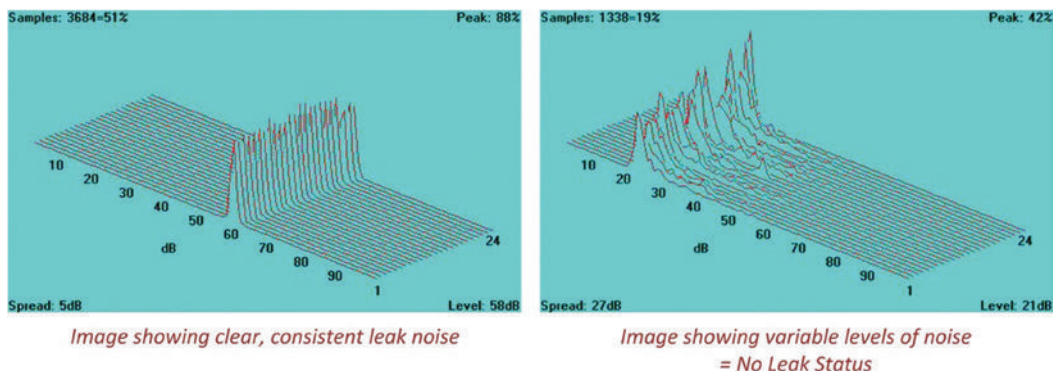 Samples: 3684=51%
Peak: 88%
10
20
30
40
50
60
70
80
90
dB
24
1
Spread: 5dB
Level: 58dB
Image showing clear, consistent leak noise
Samples: 1338=19%
Peak: 42%
10
20
30
40
50
60
70
80
90
dB
24
1
Spread: 27dB
Level: 21dB
Image showing variable levels of noise
= No Leak Status